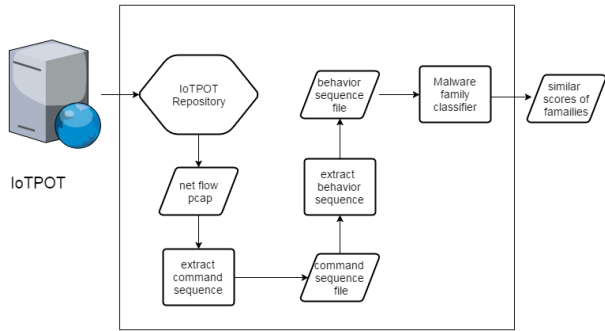 IoTPOT
IoTPOT
Repository
net flow
pcap
extract
command
sequence
command
sequence
file
extract
behavior
sequence
behavior
sequence
file
Malware
family
classifier
similar
scores of
famailies